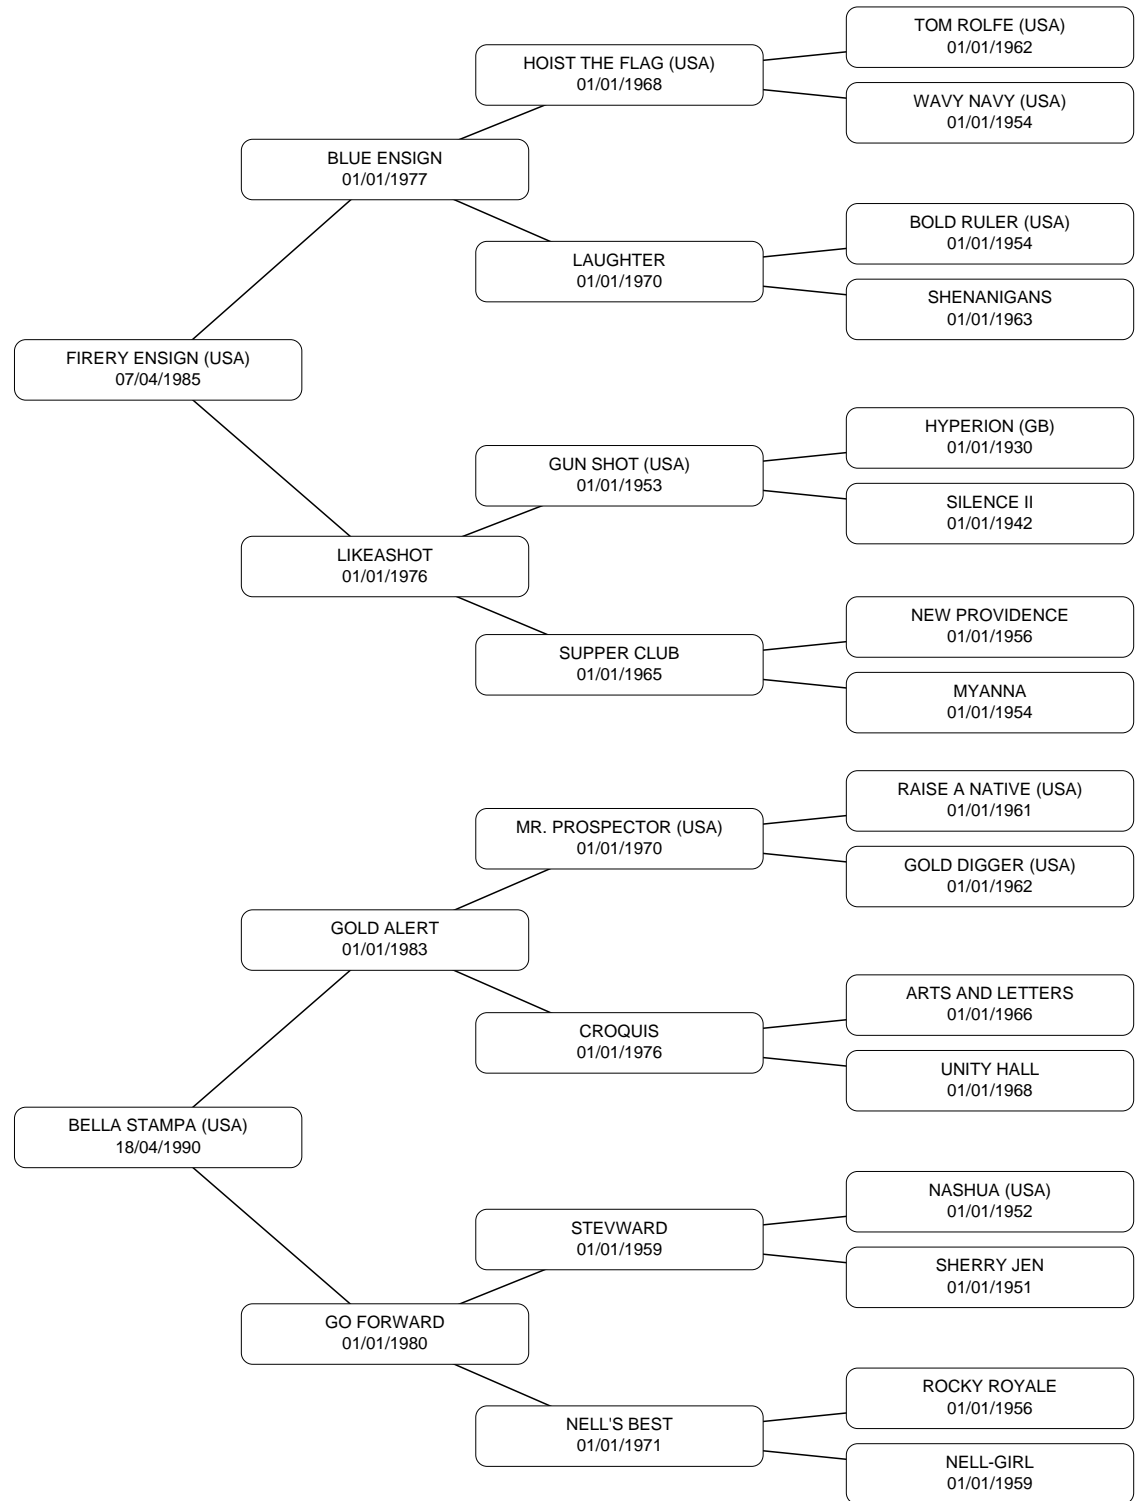 TOM ROLFE (USA)
01/01/1962
HOIST THE FLAG (USA)
01/01/1968
WAVY NAVY (USA)
01/01/1954
BLUE ENSIGN
01/01/1977
BOLD RULER (USA)
01/01/1954
LAUGHTER
01/01/1970
SHENANIGANS
01/01/1963
FIRERY ENSIGN (USA)
07/04/1985
HYPERION (GB)
01/01/1930
GUN SHOT (USA)
01/01/1953
SILENCE II
01/01/1942
LIKEASHOT
01/01/1976
NEW PROVIDENCE
01/01/1956
SUPPER CLUB
01/01/1965
MYANNA
01/01/1954
RAISE A NATIVE (USA)
01/01/1961
MR. PROSPECTOR (USA)
01/01/1970
GOLD DIGGER (USA)
01/01/1962
GOLD ALERT
01/01/1983
ARTS AND LETTERS
01/01/1966
CROQUIS
01/01/1976
UNITY HALL
01/01/1968
BELLA STAMPA (USA)
18/04/1990
NASHUA (USA)
01/01/1952
STEVWARD
01/01/1959
SHERRY JEN
01/01/1951
GO FORWARD
01/01/1980
ROCKY ROYALE
01/01/1956
NELL'S BEST
01/01/1971
NELL-GIRL
01/01/1959